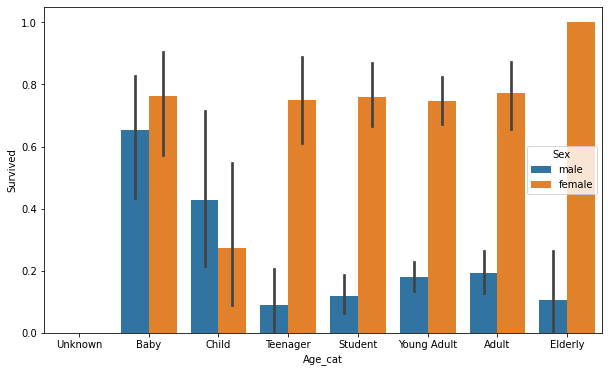 1.0
0.8
0.6
0.4
0.2
0.0
Survived
Sex
male
female
Unknown Baby Child Teenager Student Young Adult Adult Elderly
Age_cat